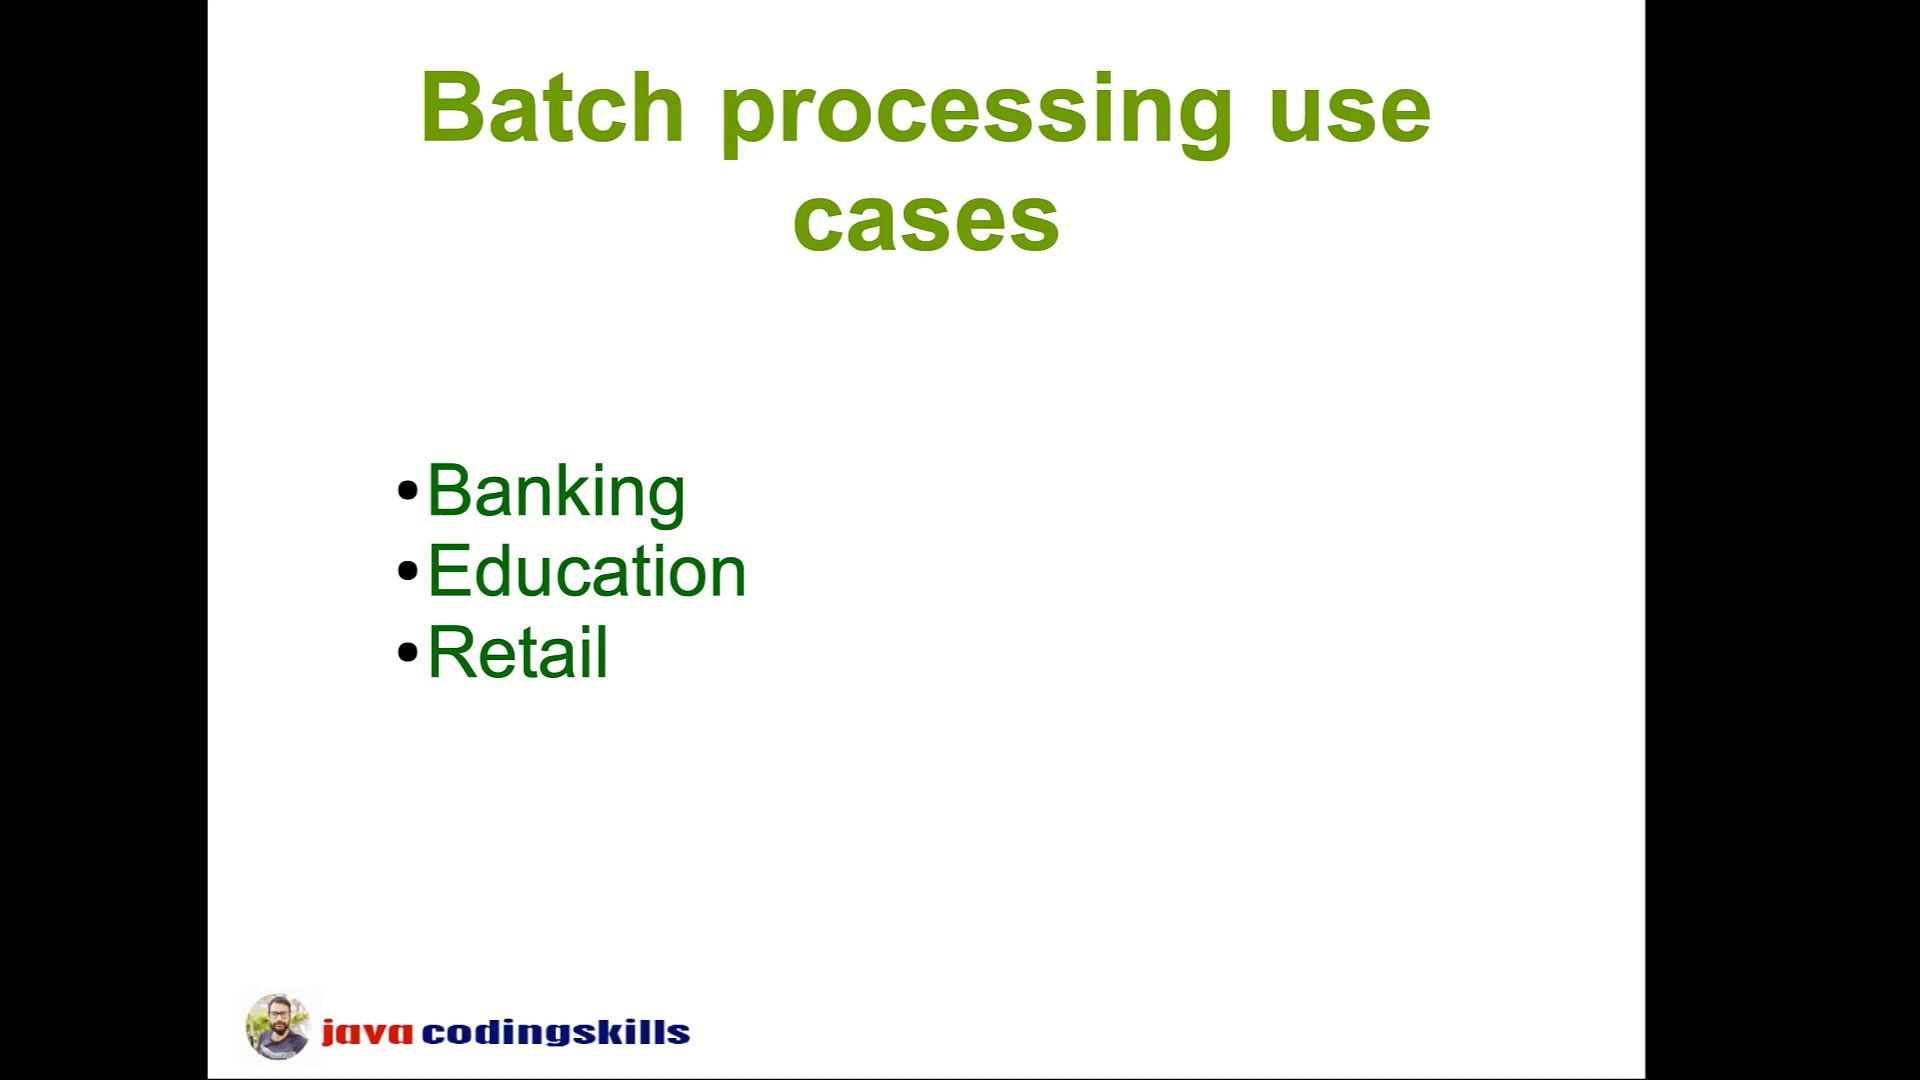 Batch processing use
cases
•Banking
•Education
•Retail
java codingskills